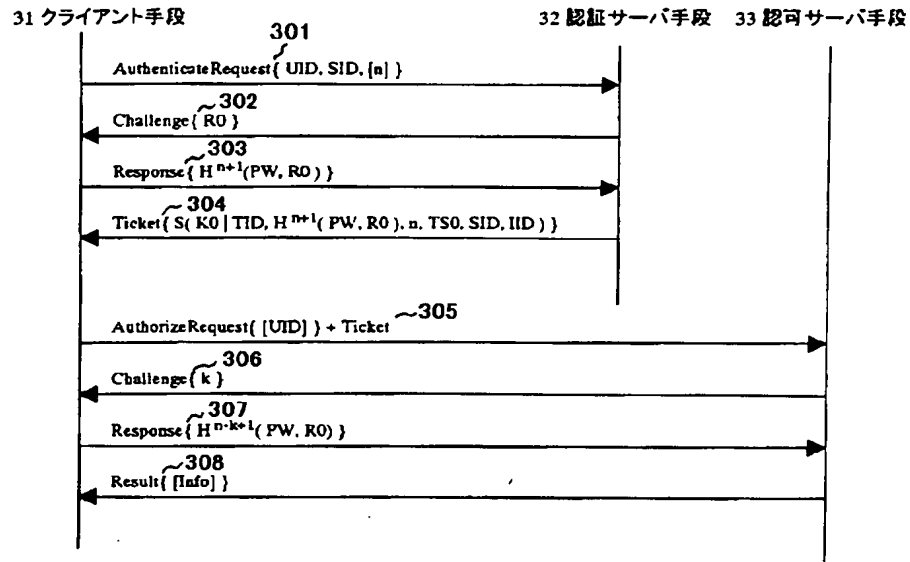 31 クライアント手段 32 認証サーバ手段 33 認可サーバ手段
301
AuthenticateRequest{ UID, SID, [n] }
302
Challenge{ R0 }
303
Response{ H^n+1(PW, R0 ) }
304
Ticket{ S( K0 | TID, H^n+1( PW, R0 ), n, TS0, SID, IID ) }
305
AuthorizeRequest{ [UID] } + Ticket
306
Challenge{ k }
307
Response{ H^n-k+1( PW, R0) }
308
Result{ [Info] }